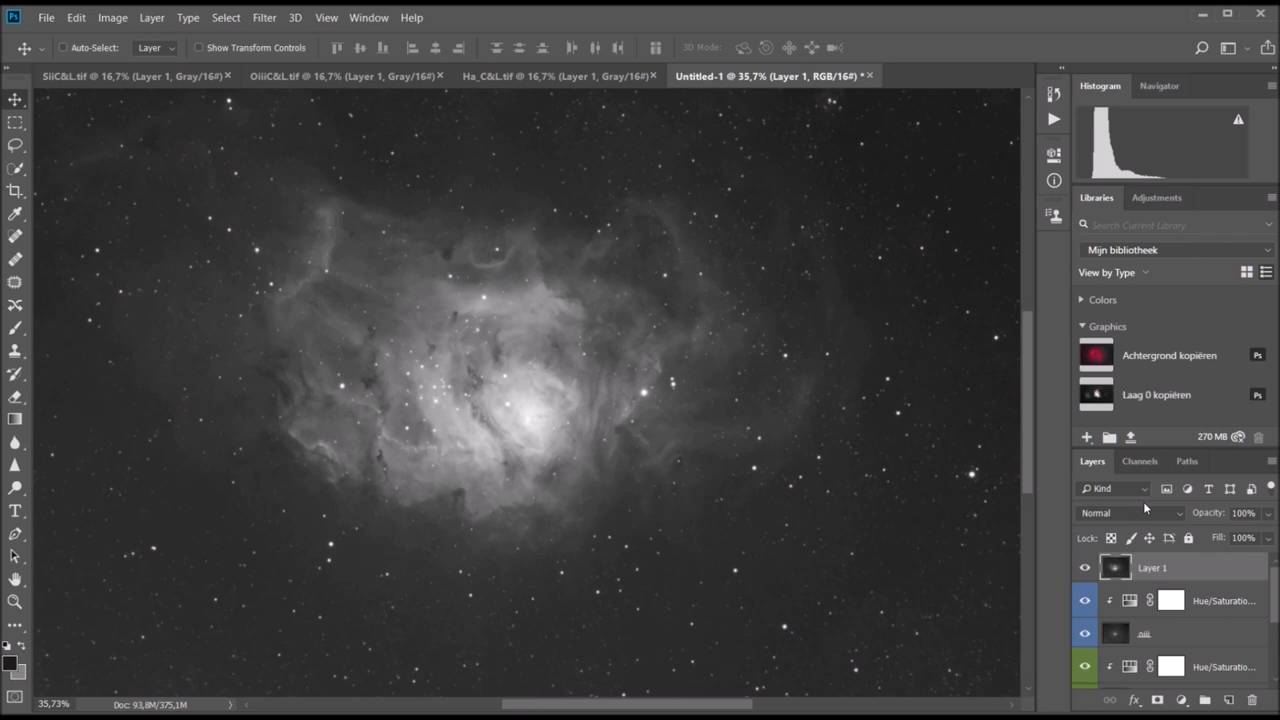 Ps File Edit Image Layer Type Select Filter 3D View Window Help
Auto-Select: Layer Show Transform Controls 3D Mode:
SiiC&L.tif @ 16,7% (Layer 1, Gray/16#) OiiiC&L.tif @ 16,7% (Layer 1, Gray/16#) Ha_C&L.tif @ 16,7% (Layer 1, Gray/16#) Untitled-1 @ 35,7% (Layer 1, RGB/16#) *
Histogram Navigator
Libraries Adjustments
Search Current Library
Mijn bibliotheek
View by Type
Colors
Graphics
Achtergrond kopiëren Ps
Laag 0 kopiëren Ps
270 MB
Layers Channels Paths
Kind
Normal Opacity: 100%
Lock: Fill: 100%
Layer 1
Hue/Saturatio...
Oiii
Hue/Saturatio...
35,73% Doc: 93,8M/375,1M